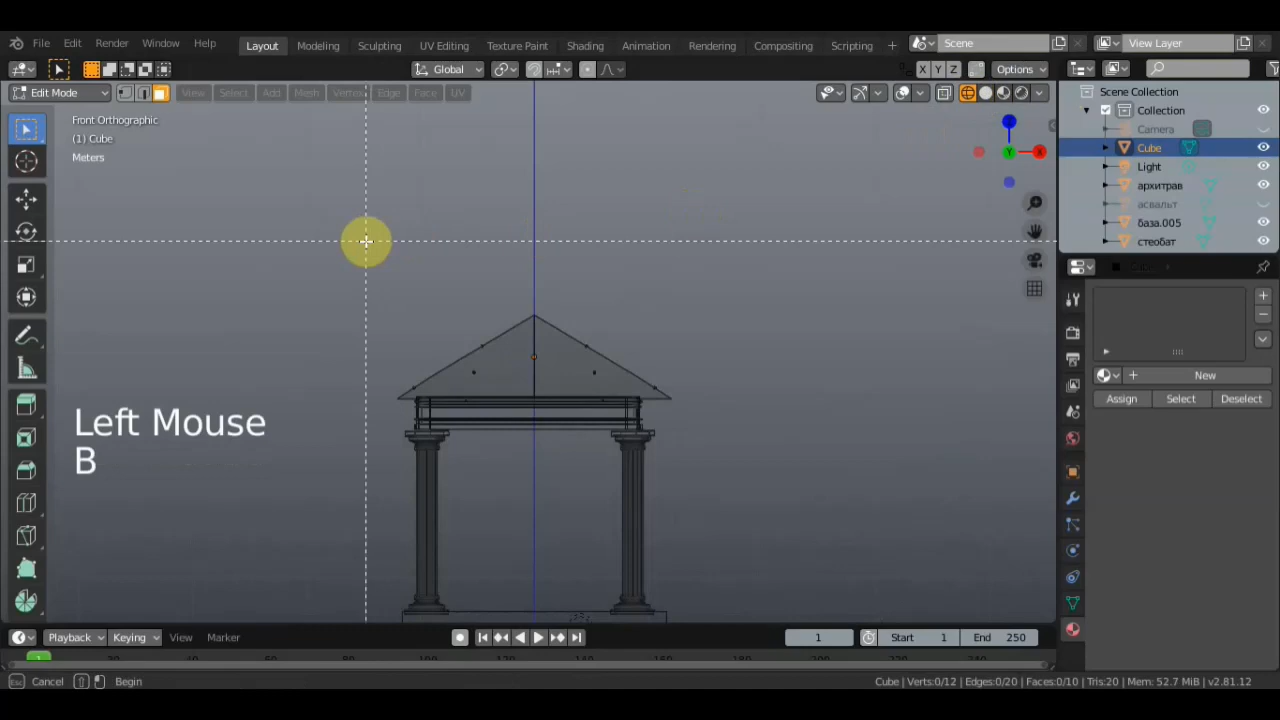 File Edit Render Window Help Layout Modeling Sculpting UV Editing Texture Paint Shading Animation Rendering Compositing Scripting + Scene View Layer
Global X Y Z Options
Edit Mode View Select Add Mesh Vertex Edge Face UV
Scene Collection
Collection
Camera
Cube
Light
архитрав
асвальт
база.005
стеобат
Front Orthographic
(1) Cube
Meters
Y X
Left Mouse
B
Cube
New
Assign Select Deselect
Playback Keying View Marker 1 Start 1 End 250
1
Cancel Begin Cube | Verts:0/12 | Edges:0/20 | Faces:0/10 | Tris:20 | Mem: 52.7 MiB | v2.81.12